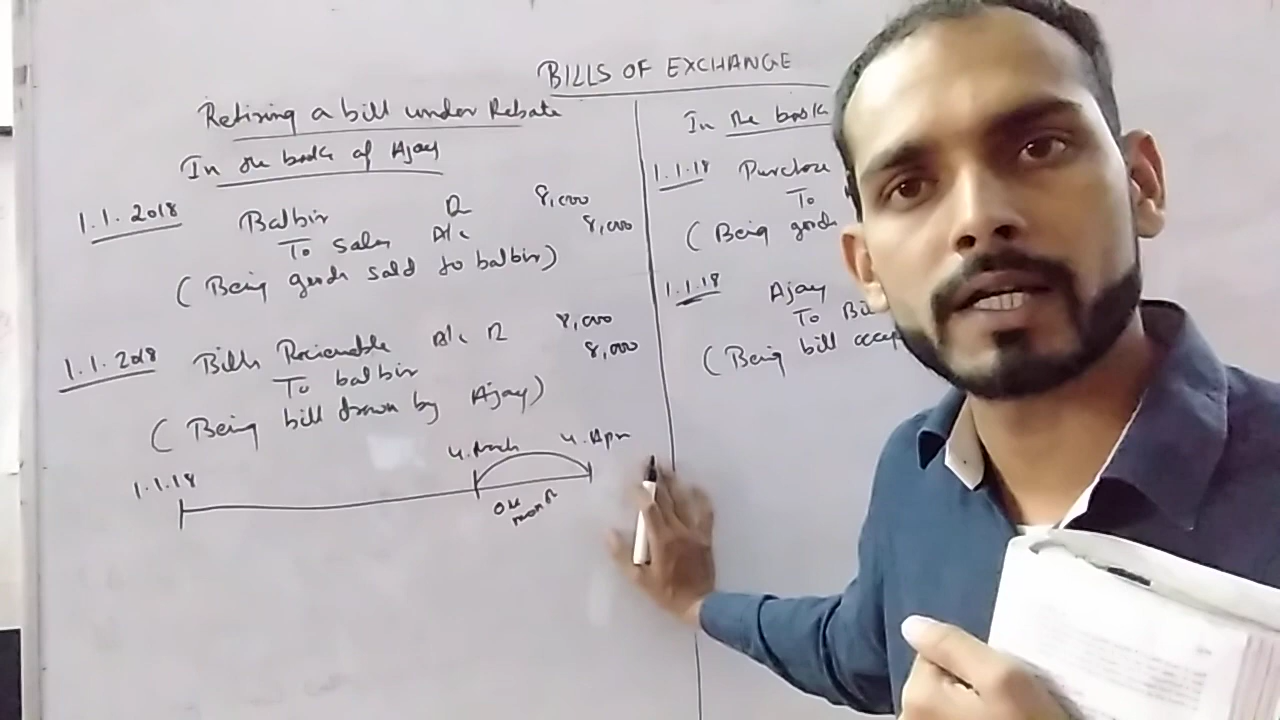 BILLS OF EXCHANGE
Retiring a bill under Rebate
In the books of Ajay
1.1.2018 Balbir Dr 8,000
To Sales A/c 8,000
(Being goods sold to balbir)
1.1.2018 Bills Receivable A/c Dr 8,000
To balbir 8,000
(Being bill drawn by Ajay)
1.1.18 4.March 4.Apr
one month
In the books
1.1.18 Purchase
To
(Being goods
1.1.18 Ajay
To Bi
(Being bill accep